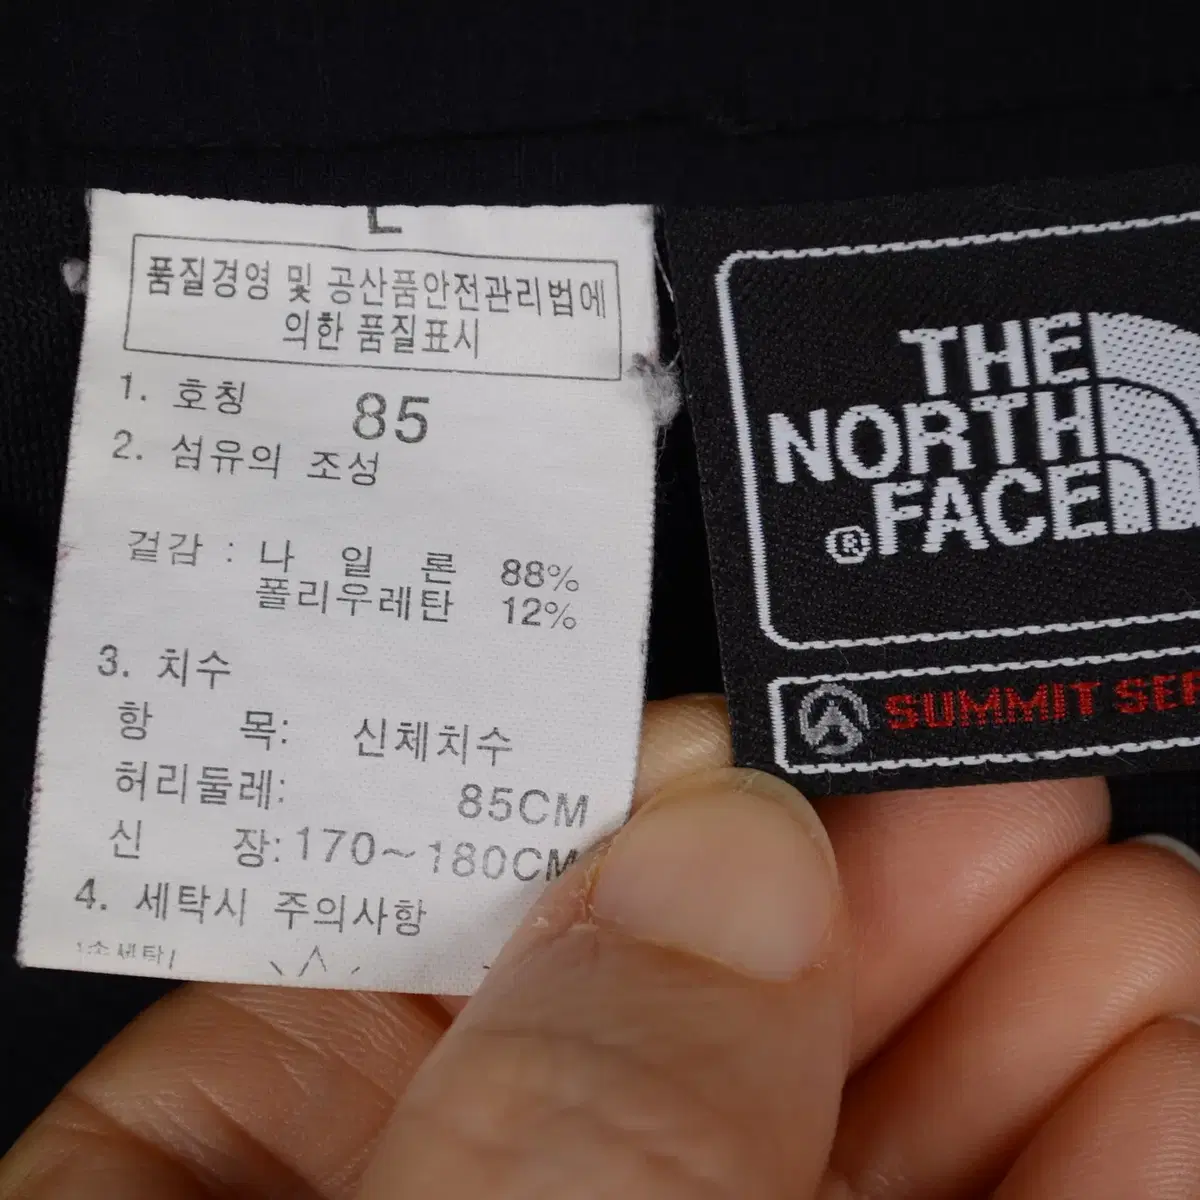 L
품질경영 및 공산품안전관리법에
의한 품질표시
1. 호칭 85
2. 섬유의 조성
겉감 : 나 일 론 88%
폴리우레탄 12%
3. 치수
항 목: 신체치수
허리둘레: 85CM
신 장: 170~180CM
4. 세탁시 주의사항
THE
NORTH
®FACE
SUMMIT